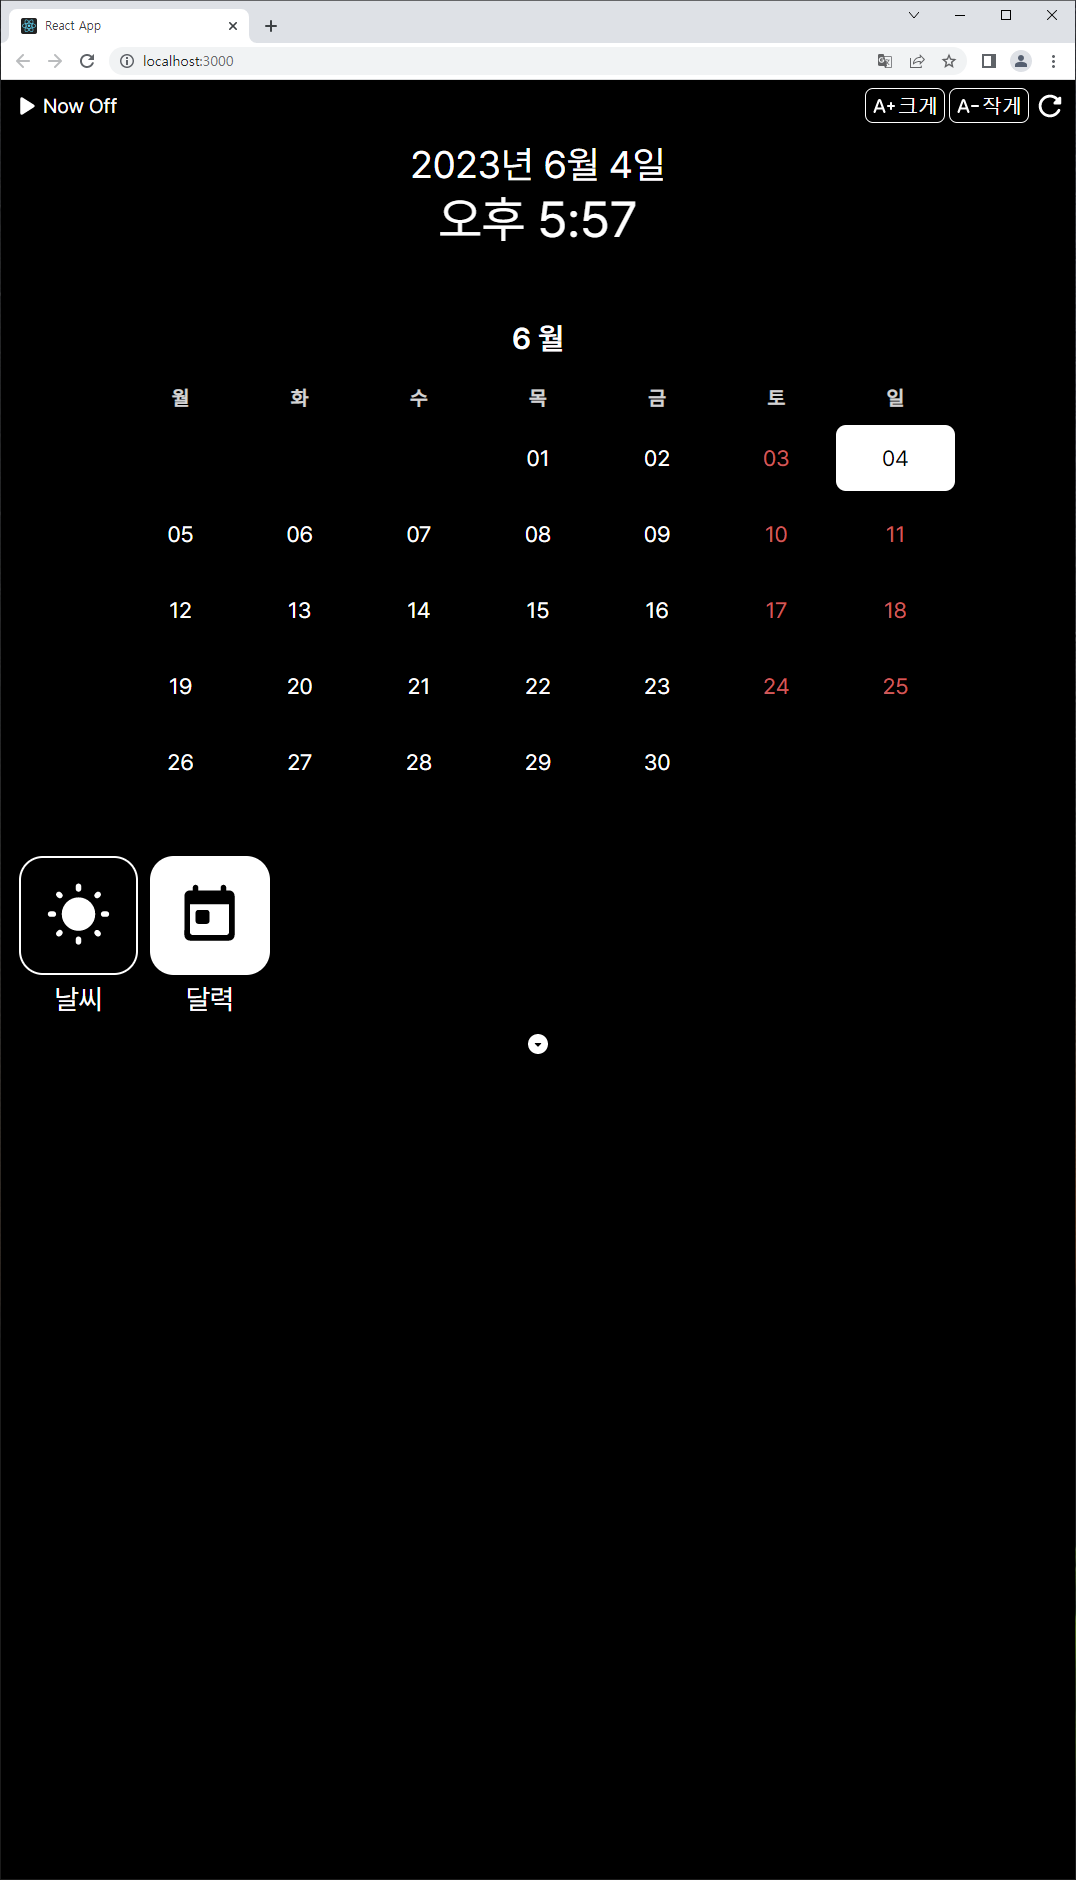 React App
localhost:3000
Now Off
A+크게 A-작게
2023년 6월 4일
오후 5:57
6 월
월 화 수 목 금 토 일
01 02 03 04
05 06 07 08 09 10 11
12 13 14 15 16 17 18
19 20 21 22 23 24 25
26 27 28 29 30
날씨 달력